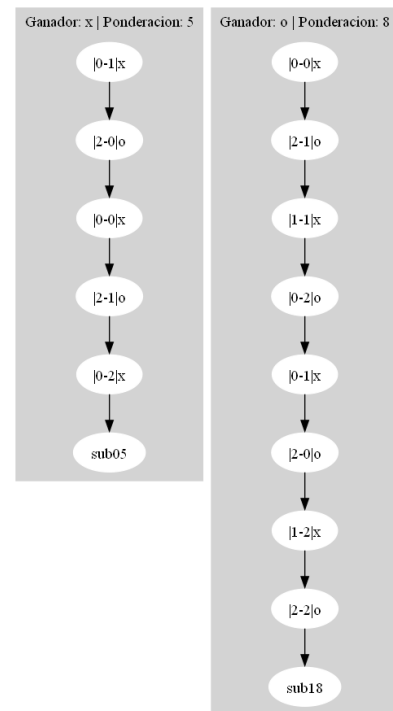 Ganador: x | Ponderacion: 5
|0-1|x
|2-0|o
|0-0|x
|2-1|o
|0-2|x
sub05
Ganador: o | Ponderacion: 8
|0-0|x
|2-1|o
|1-1|x
|0-2|o
|0-1|x
|2-0|o
|1-2|x
|2-2|o
sub18